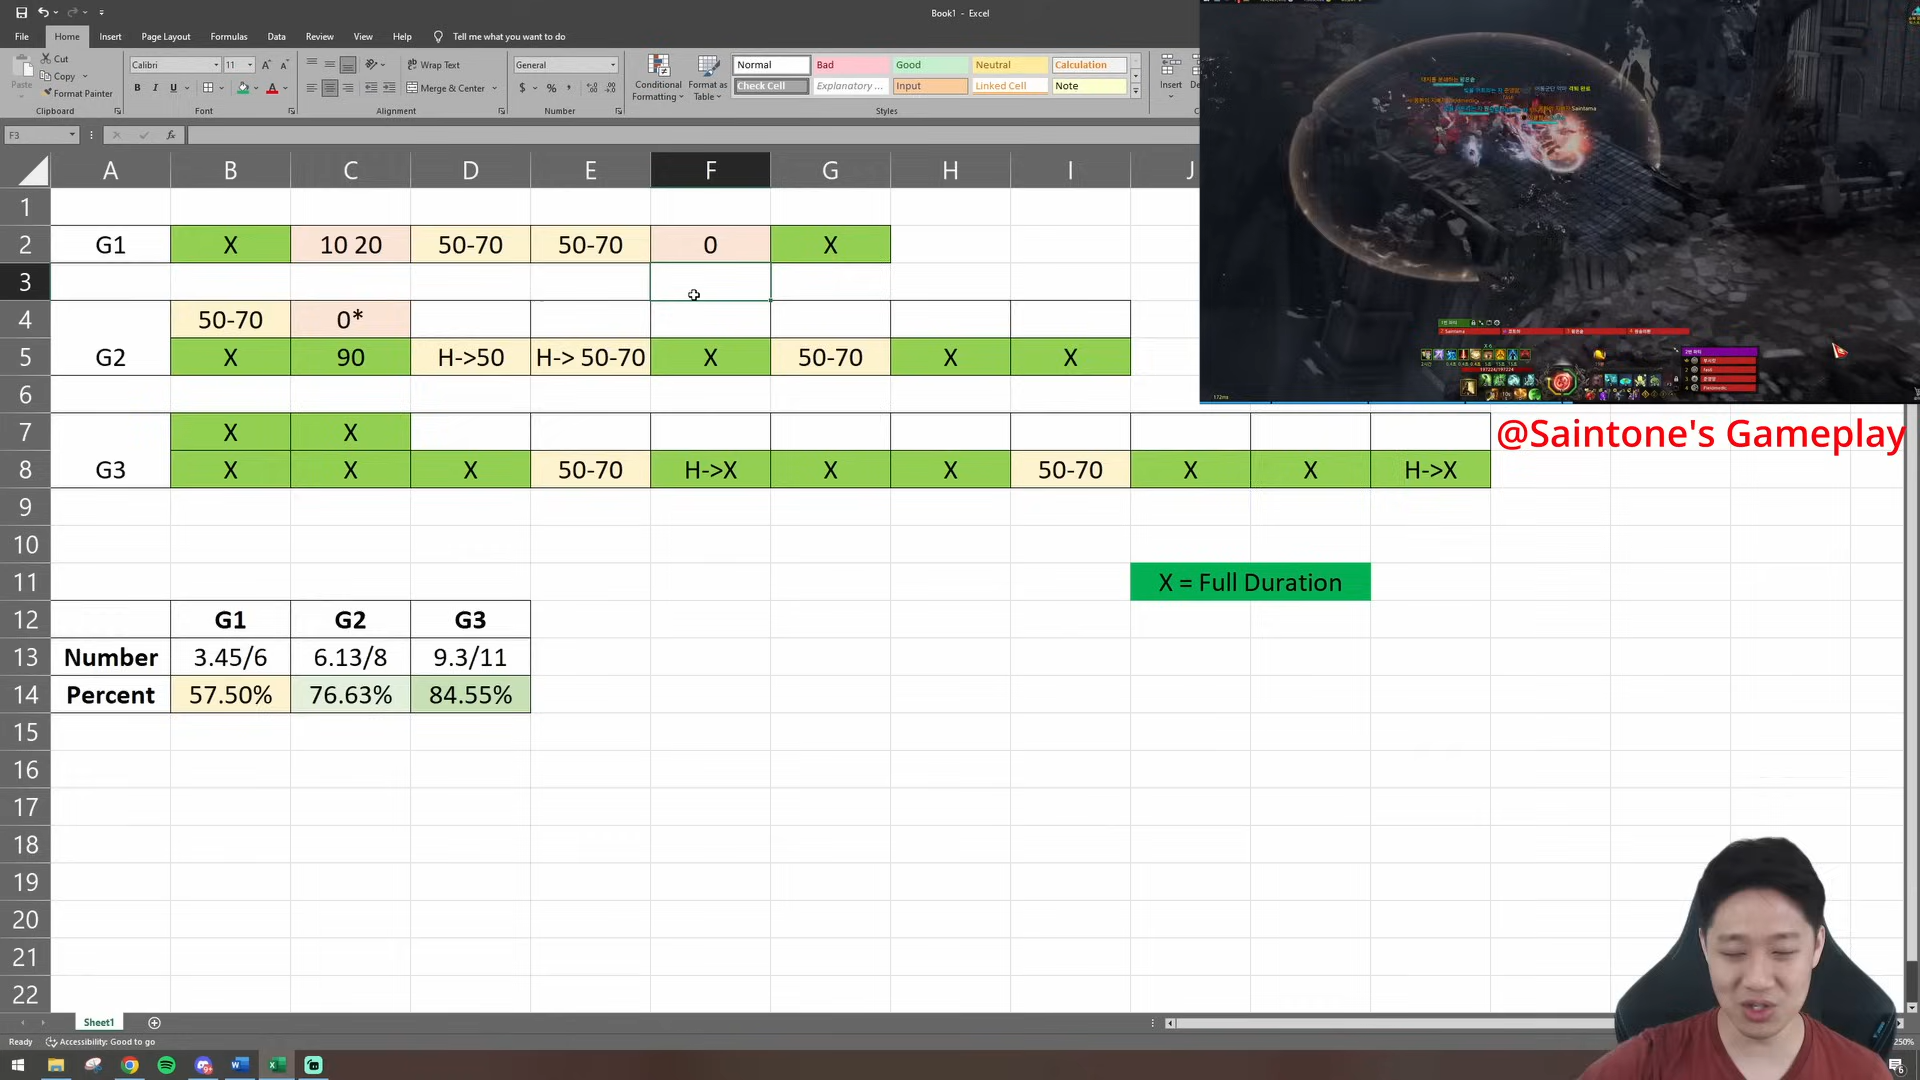 Book1 - Excel
File Home Insert Page Layout Formulas Data Review View Help Tell me what you want to do
Paste
Cut
Copy
Format Painter
Clipboard
Calibri 11
B I U
Font
Wrap Text
Merge & Center
Alignment
General
$ % 9
Number
Conditional Formatting
Format as Table
Normal Bad Good Neutral Calculation
Check Cell Explanatory ... Input Linked Cell Note
Styles
Insert
F3
fx
A B C D E F G H I J
1
2 G1 X 10 20 50-70 50-70 0 X
3
4 50-70 0*
5 G2 X 90 H->50 H-> 50-70 X 50-70 X X
6
7 X X
8 G3 X X X 50-70 H->X X X 50-70 X X H->X
9
10
11 X = Full Duration
12 G1 G2 G3
13 Number 3.45/6 6.13/8 9.3/11
14 Percent 57.50% 76.63% 84.55%
15
16
17
18
19
20
21
22
@Saintone's Gameplay
172ms
Sheet1
Ready Accessibility: Good to go
250%